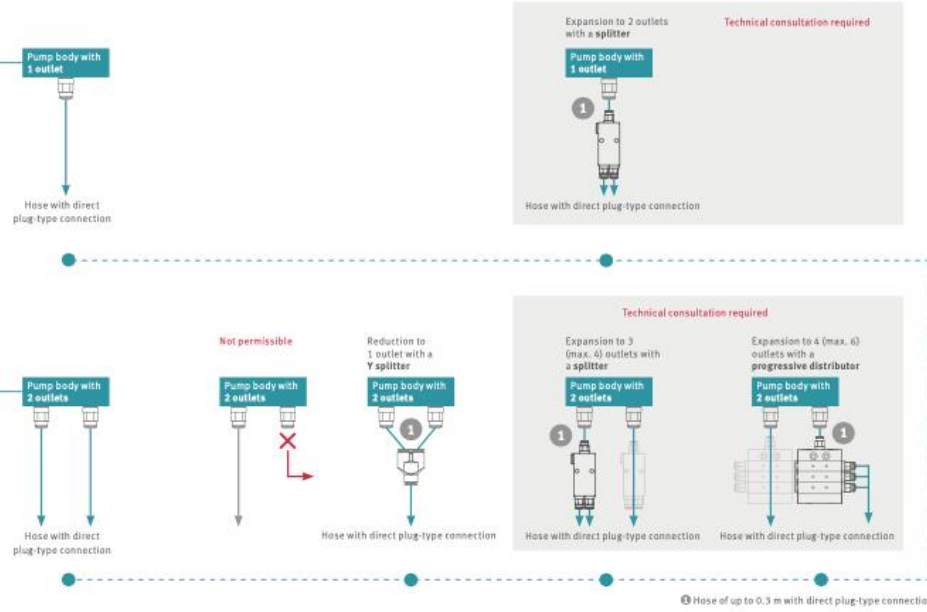 Expansion to 2 outlets
with a splitter
Technical consultation required
Pump body with
1 outlet
Pump body with
1 outlet
1
Hose with direct
plug-type connection
Hose with direct plug-type connection
Technical consultation required
Not permissible
Reduction to
1 outlet with a
Y splitter
Expansion to 3
(max. 4) outlets with
a splitter
Expansion to 4 (max. 6)
outlets with a
progressive distributor
Pump body with
2 outlets
Pump body with
2 outlets
Pump body with
2 outlets
Pump body with
2 outlets
Pump body with
2 outlets
1
1
1
Hose with direct
plug-type connection
Hose with direct plug-type connection
Hose with direct plug-type connection
Hose with direct plug-type connection
1 Hose of up to 0.3 m with direct plug-type connectio